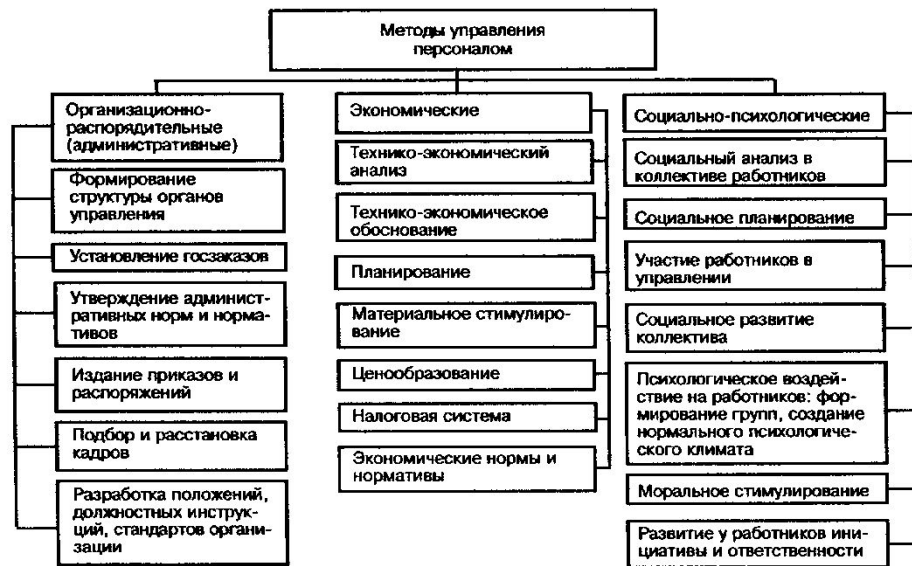 Методы управления
персоналом
Организационно-
распорядительные
(административные)
Формирование
структуры органов
управления
Установление госзаказов
Утверждение админист-
ративных норм и норма-
тивов
Издание приказов и
распоряжений
Подбор и расстановка
кадров
Разработка положений,
должностных инструк-
ций, стандартов органи-
зации
Экономические
Технико-экономический
анализ
Технико-экономическое
обоснование
Планирование
Материальное стимулиро-
вание
Ценообразование
Налоговая система
Экономические нормы и
нормативы
Социально-психологические
Социальный анализ в
коллективе работников
Социальное планирование
Участие работников в
управлении
Социальное развитие
коллектива
Психологическое воздей-
ствие на работников: фор-
мирование групп, создание
нормального психологиче-
ского климата
Моральное стимулирование
Развитие у работников ини-
циативы и ответственности